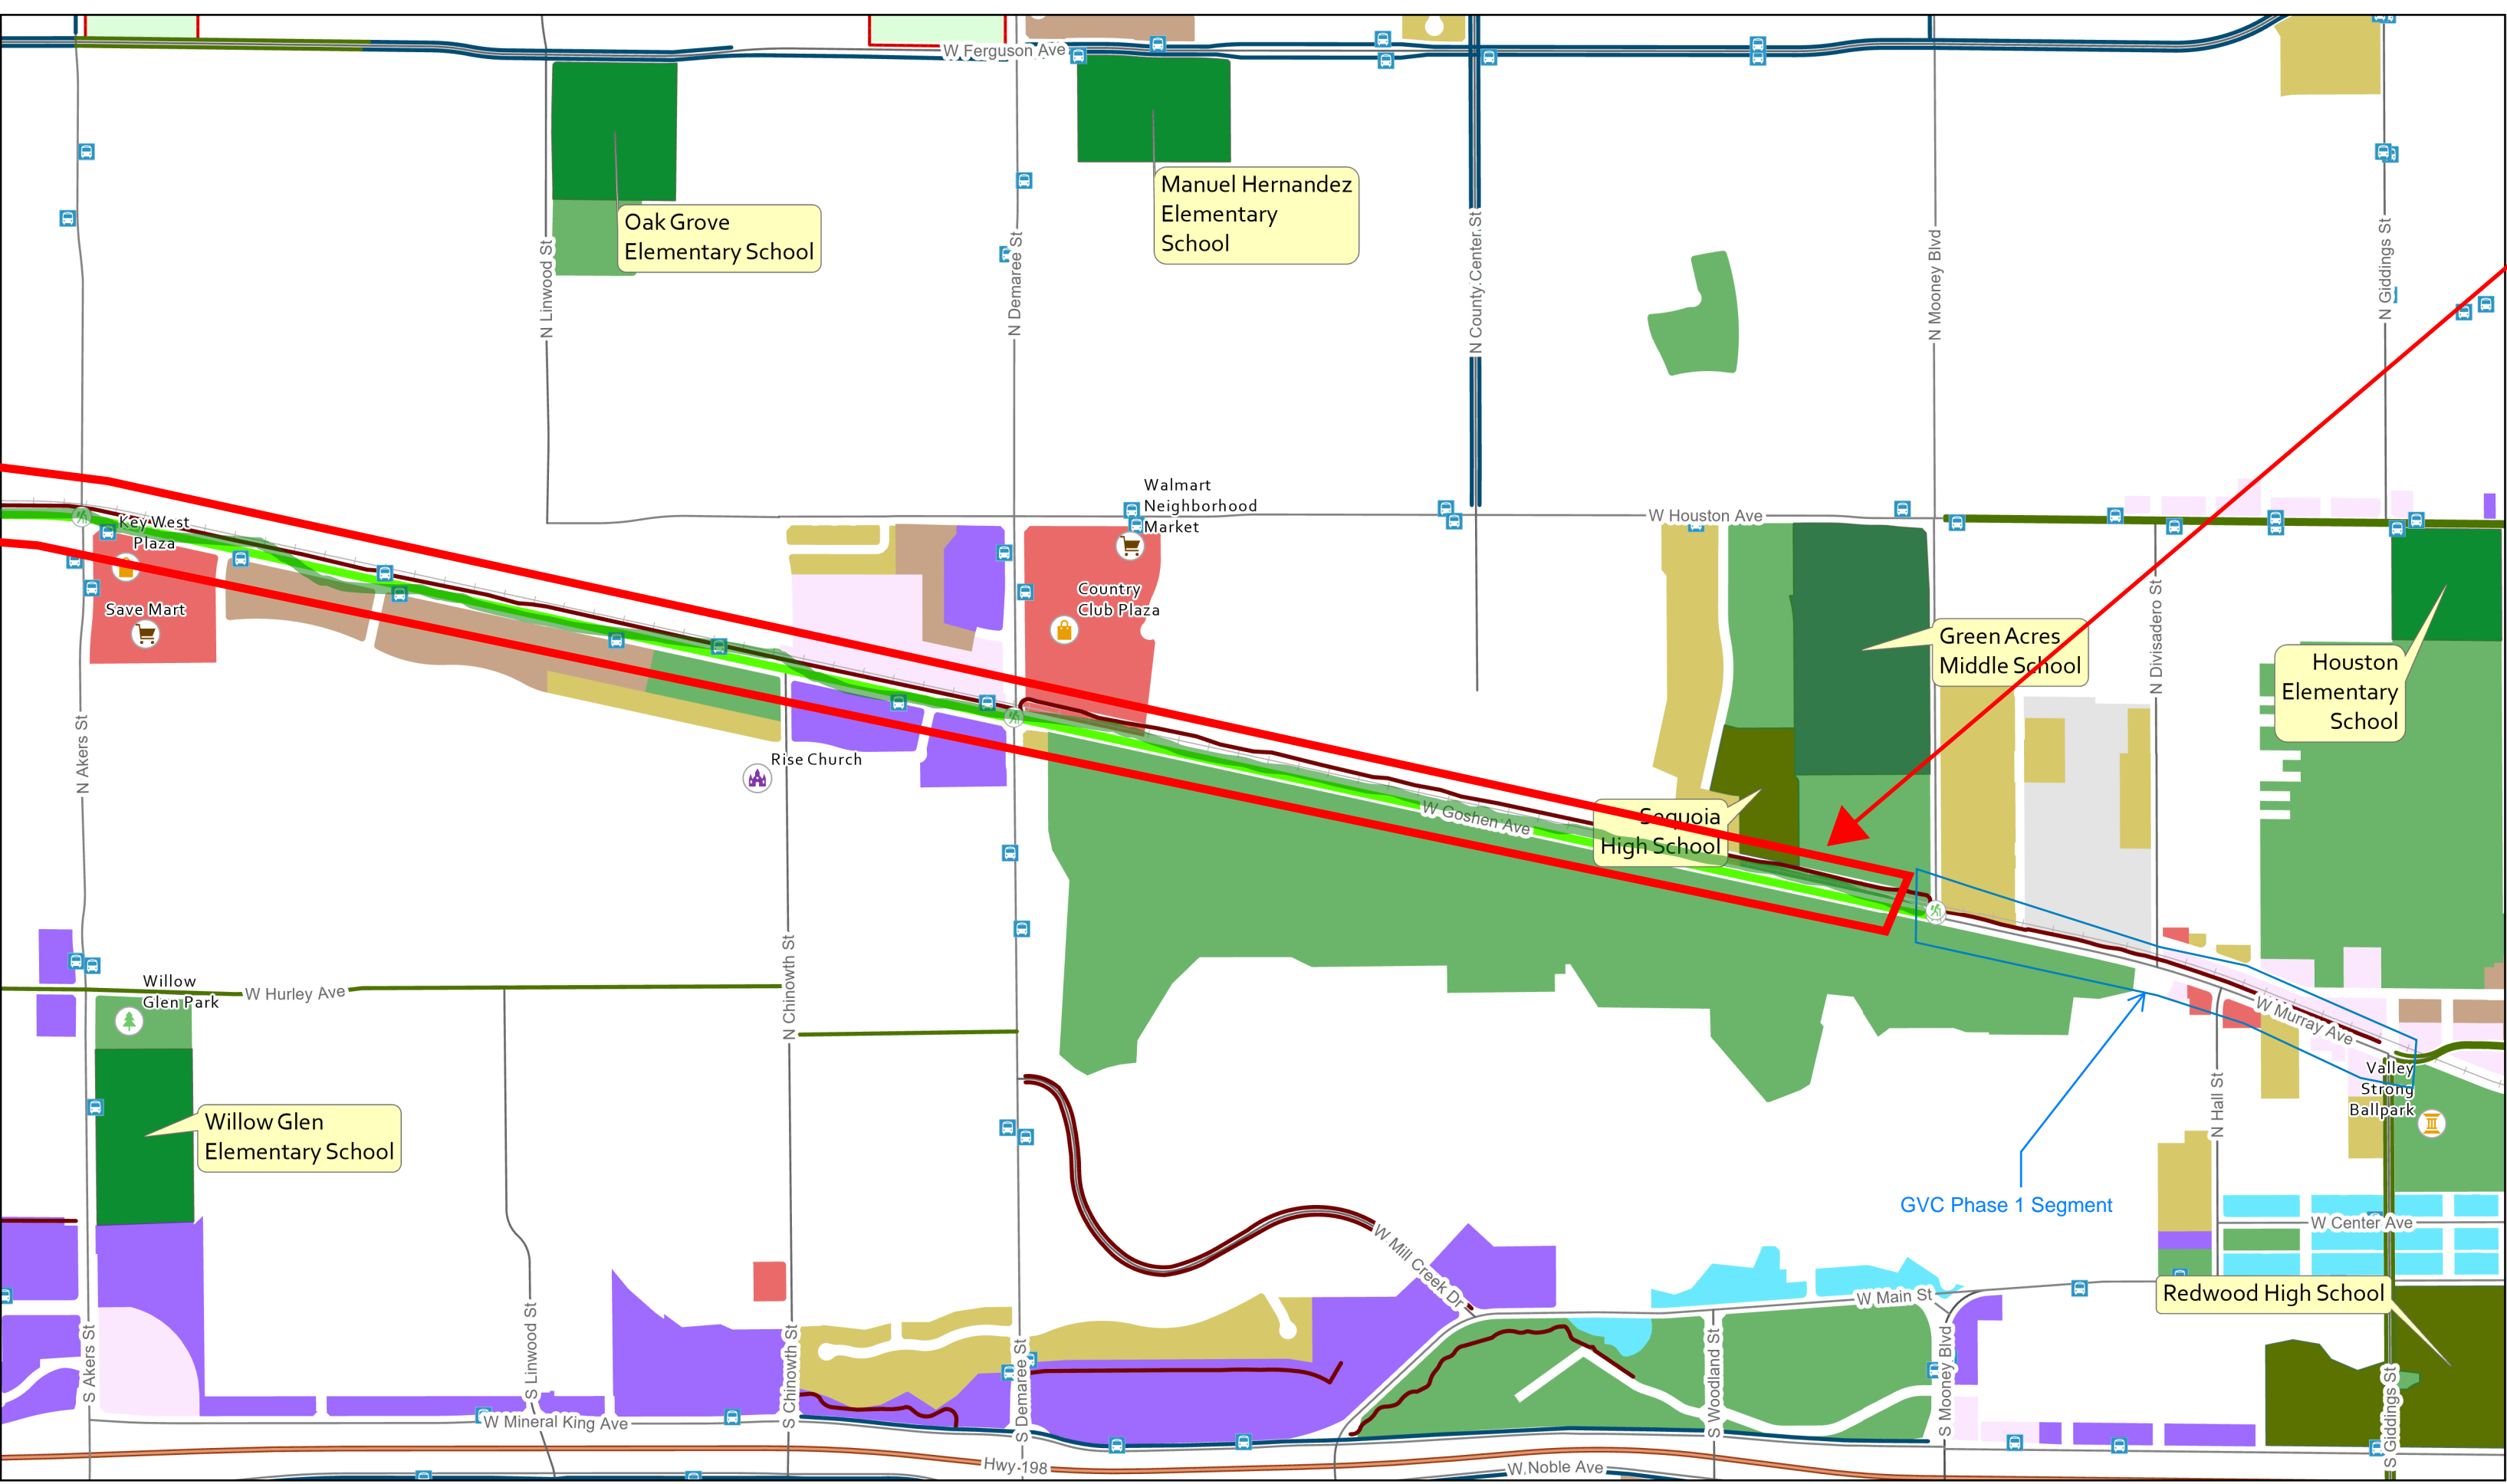 W Ferguson Ave
Oak Grove
Elementary School
Manuel Hernandez
Elementary
School
N Linwood St
N Demaree St
N County Center St
N Mooney Blvd
N Giddings St
Walmart
Neighborhood
Market
W Houston Ave
Key West
Plaza
Save Mart
Country
Club Plaza
Green Acres
Middle School
N Divisadero St
Houston
Elementary
School
N Akers St
Rise Church
W Goshen Ave
Sequoia
High School
Willow
Glen Park
W Hurley Ave
N Chinowth St
W Murray Ave
Valley
Strong
Ballpark
N Hall St
Willow Glen
Elementary School
GVC Phase 1 Segment
W Center Ave
W Mill Creek Dr
W Main St
Redwood High School
S Akers St
S Linwood St
S Chinowth St
S Demaree St
S Woodland St
S Mooney Blvd
S Giddings St
W Mineral King Ave
Hwy 198
W Noble Ave